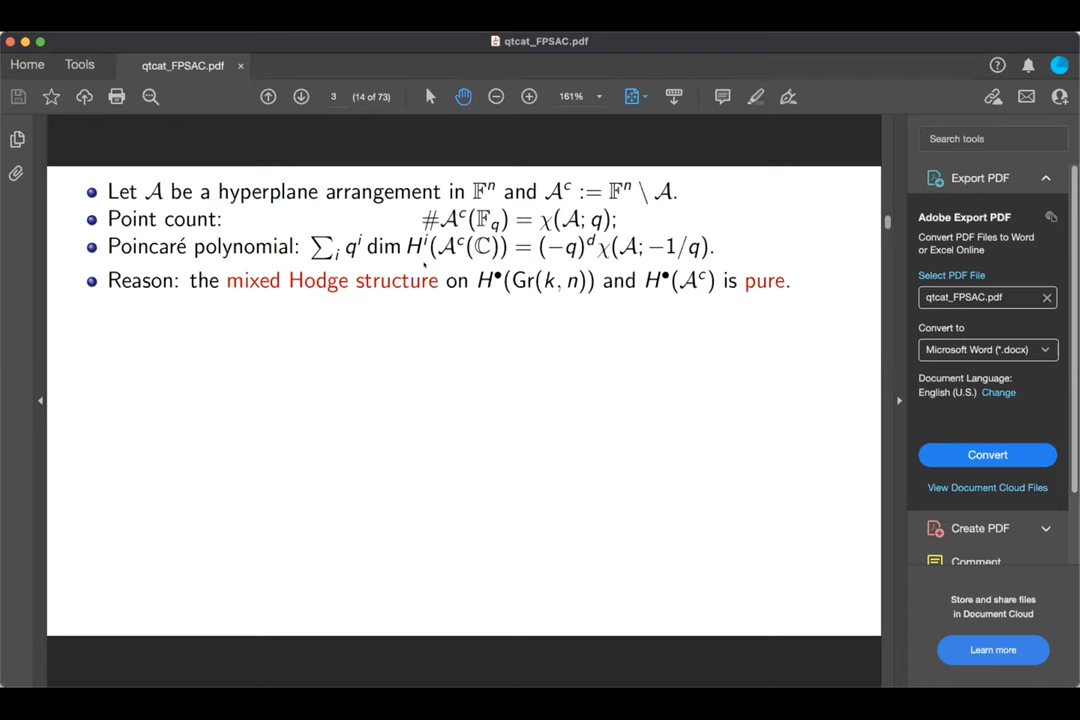 qtcat_FPSAC.pdf
Home
Tools
qtcat_FPSAC.pdf ×
3 (14 of 73)
161%
Let 𝒜 be a hyperplane arrangement in 𝔽ⁿ and 𝒜ᶜ := 𝔽ⁿ \ 𝒜.
Point count: #𝒜ᶜ(𝔽_q) = χ(𝒜; q);
Poincaré polynomial: ∑ᵢ qⁱ dim Hⁱ(𝒜ᶜ(ℂ)) = (−q)ᵈχ(𝒜; −1/q).
Reason: the mixed Hodge structure on H•(Gr(k, n)) and H•(𝒜ᶜ) is pure.
Search tools
Export PDF
Adobe Export PDF
Convert PDF Files to Word
or Excel Online
Select PDF File
qtcat_FPSAC.pdf ×
Convert to
Microsoft Word (*.docx)
Document Language:
English (U.S.) Change
Convert
View Document Cloud Files
Create PDF
Comment
Store and share files
in Document Cloud
Learn more